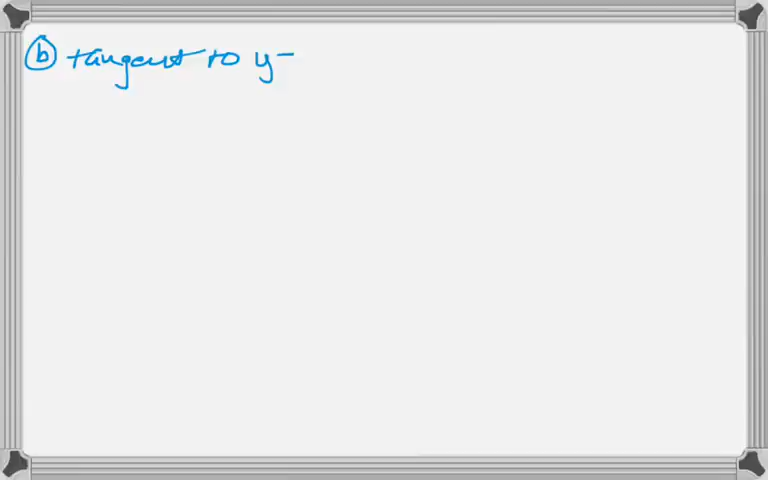 ⓑ tangent to y-